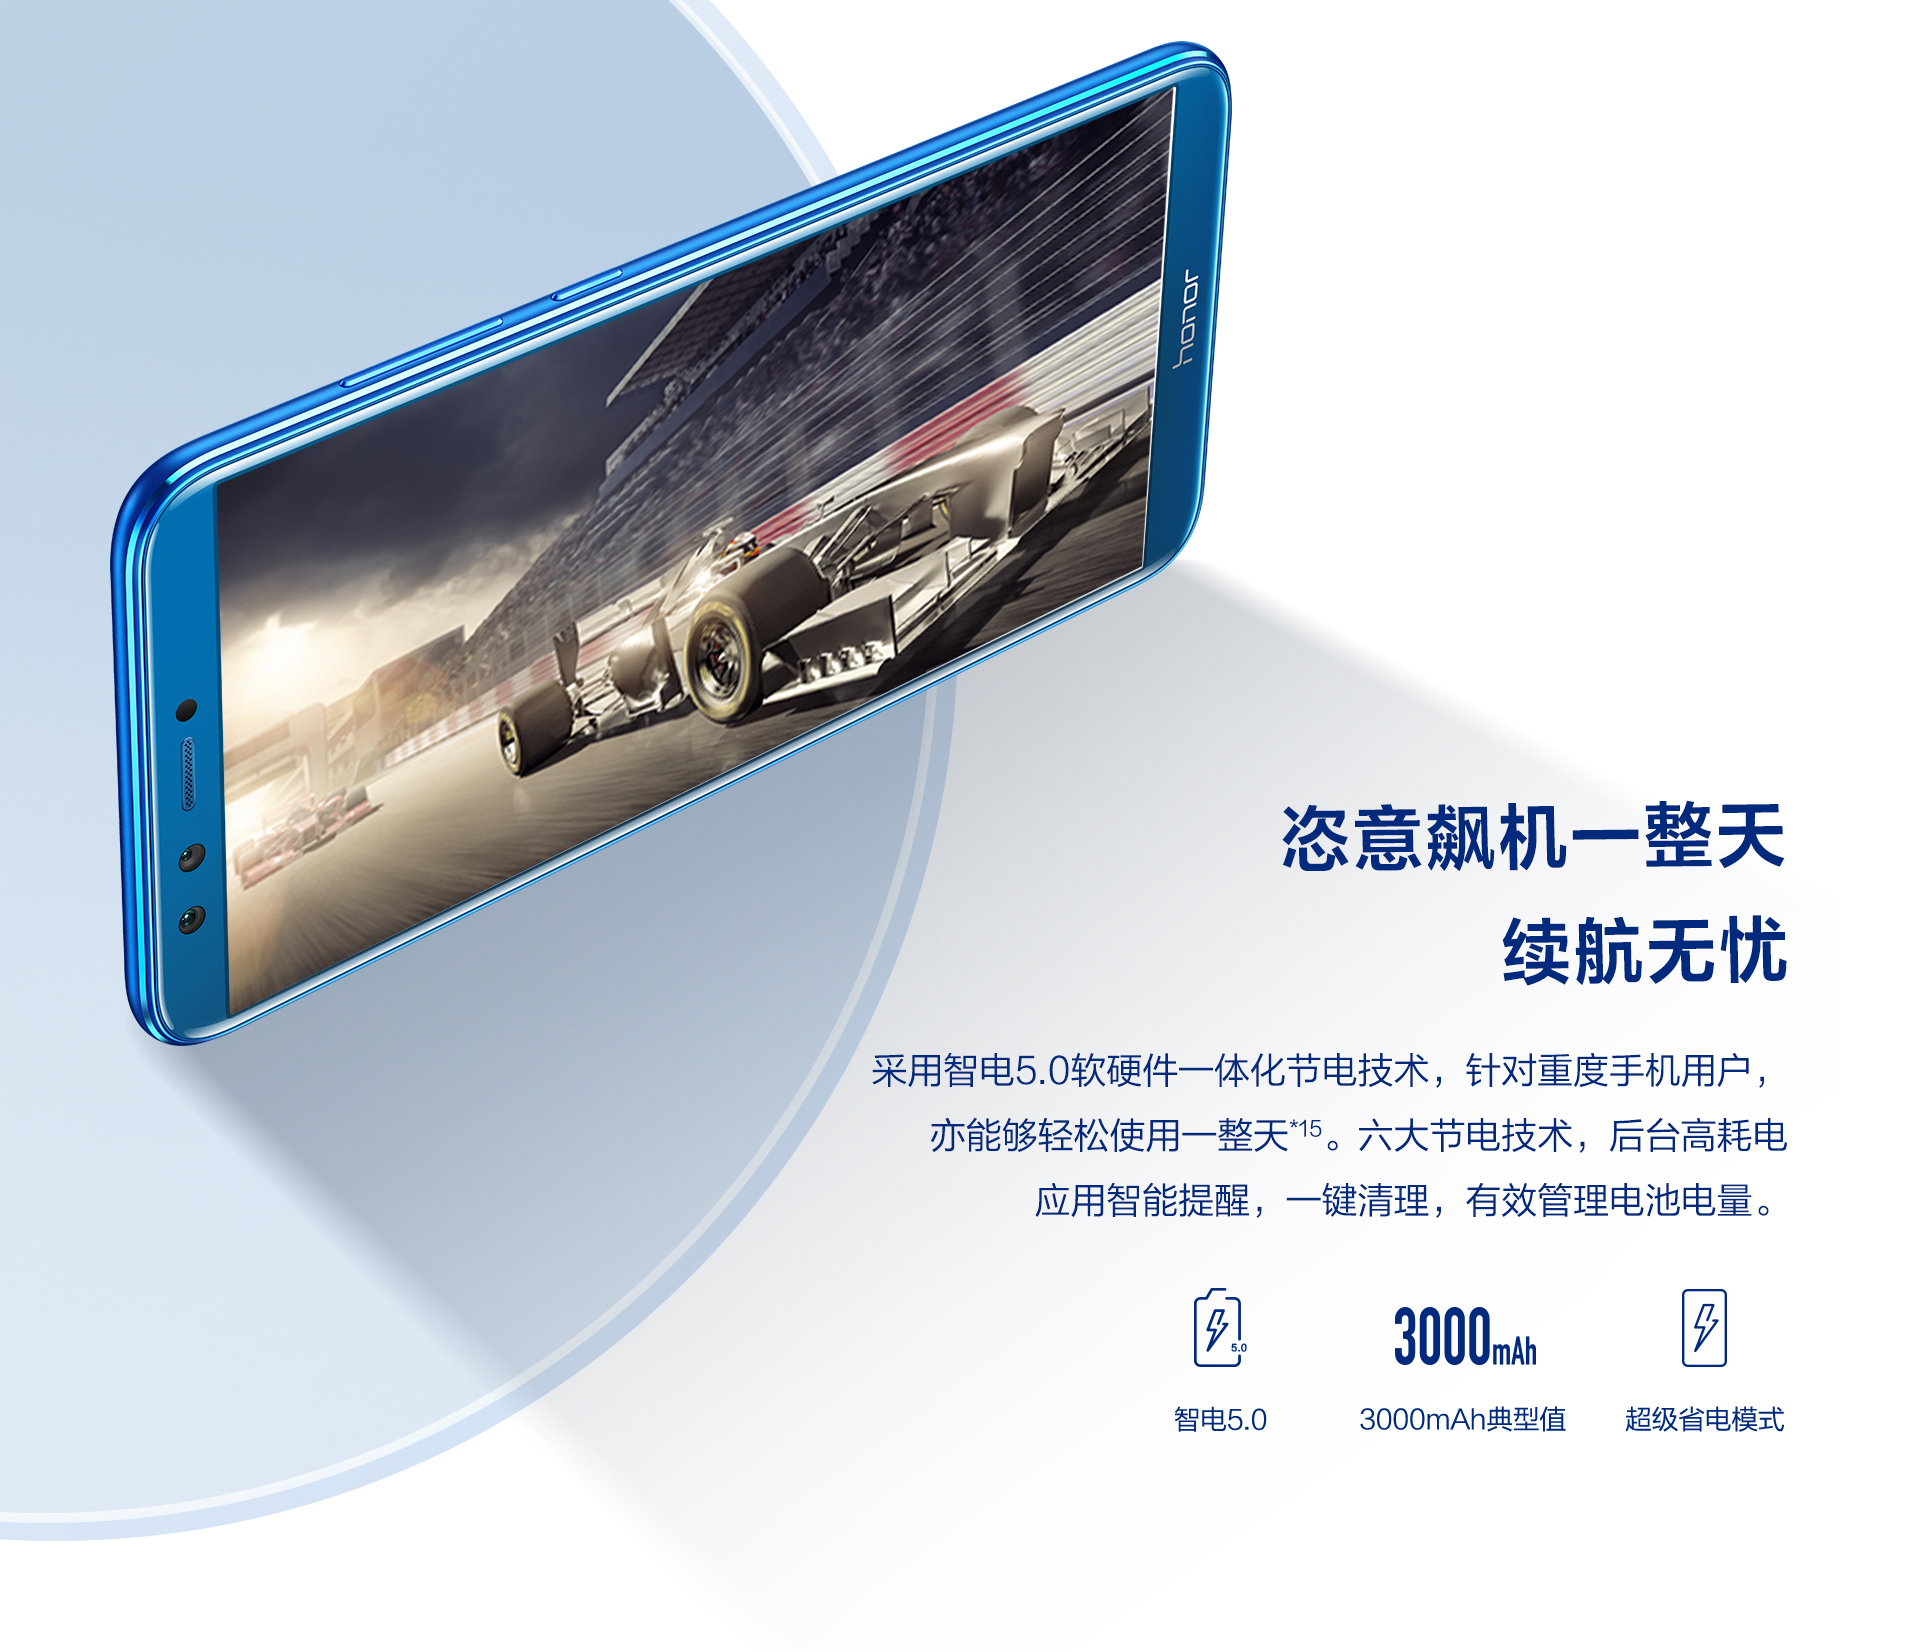 honor
恣意飙机一整天
续航无忧
采用智电5.0软硬件一体化节电技术，针对重度手机用户，
亦能够轻松使用一整天*15。六大节电技术，后台高耗电
应用智能提醒，一键清理，有效管理电池电量。
5.0
3000mAh
智电5.0
3000mAh典型值
超级省电模式